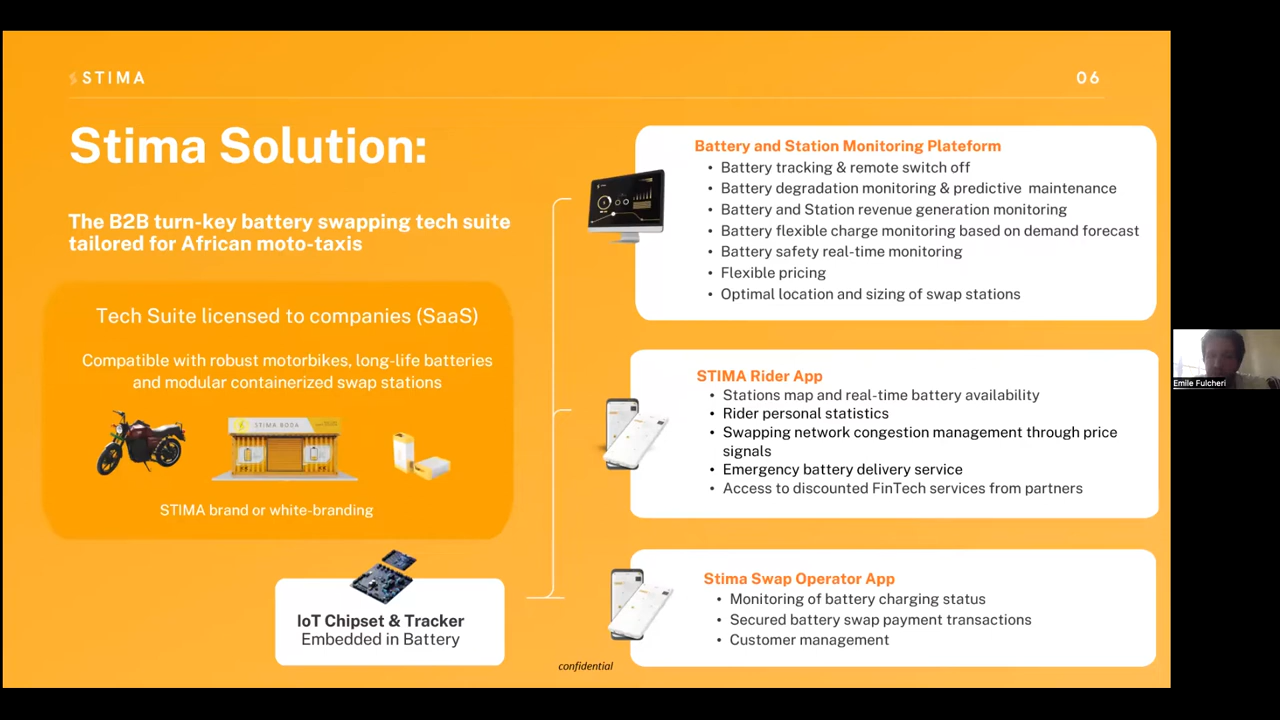 STIMA
06
Stima Solution:
The B2B turn-key battery swapping tech suite
tailored for African moto-taxis
Tech Suite licensed to companies (SaaS)
Compatible with robust motorbikes, long-life batteries
and modular containerized swap stations
STIMA BODA
STIMA brand or white-branding
IoT Chipset & Tracker
Embedded in Battery
Battery and Station Monitoring Plateform
• Battery tracking & remote switch off
• Battery degradation monitoring & predictive maintenance
• Battery and Station revenue generation monitoring
• Battery flexible charge monitoring based on demand forecast
• Battery safety real-time monitoring
• Flexible pricing
• Optimal location and sizing of swap stations
STIMA Rider App
• Stations map and real-time battery availability
• Rider personal statistics
• Swapping network congestion management through price
signals
• Emergency battery delivery service
• Access to discounted FinTech services from partners
Stima Swap Operator App
• Monitoring of battery charging status
• Secured battery swap payment transactions
• Customer management
confidential
Emile Fulcheri